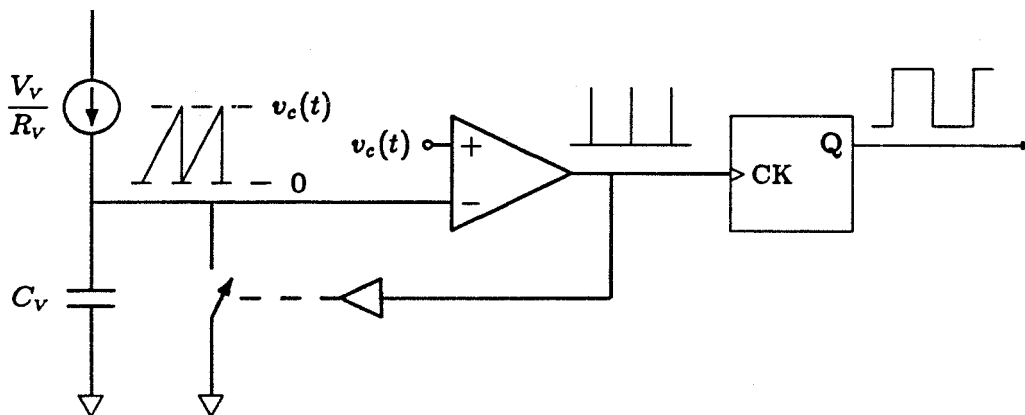 V_V
R_V
v_c(t)
0
v_c(t)
+
−
CK
Q
C_V